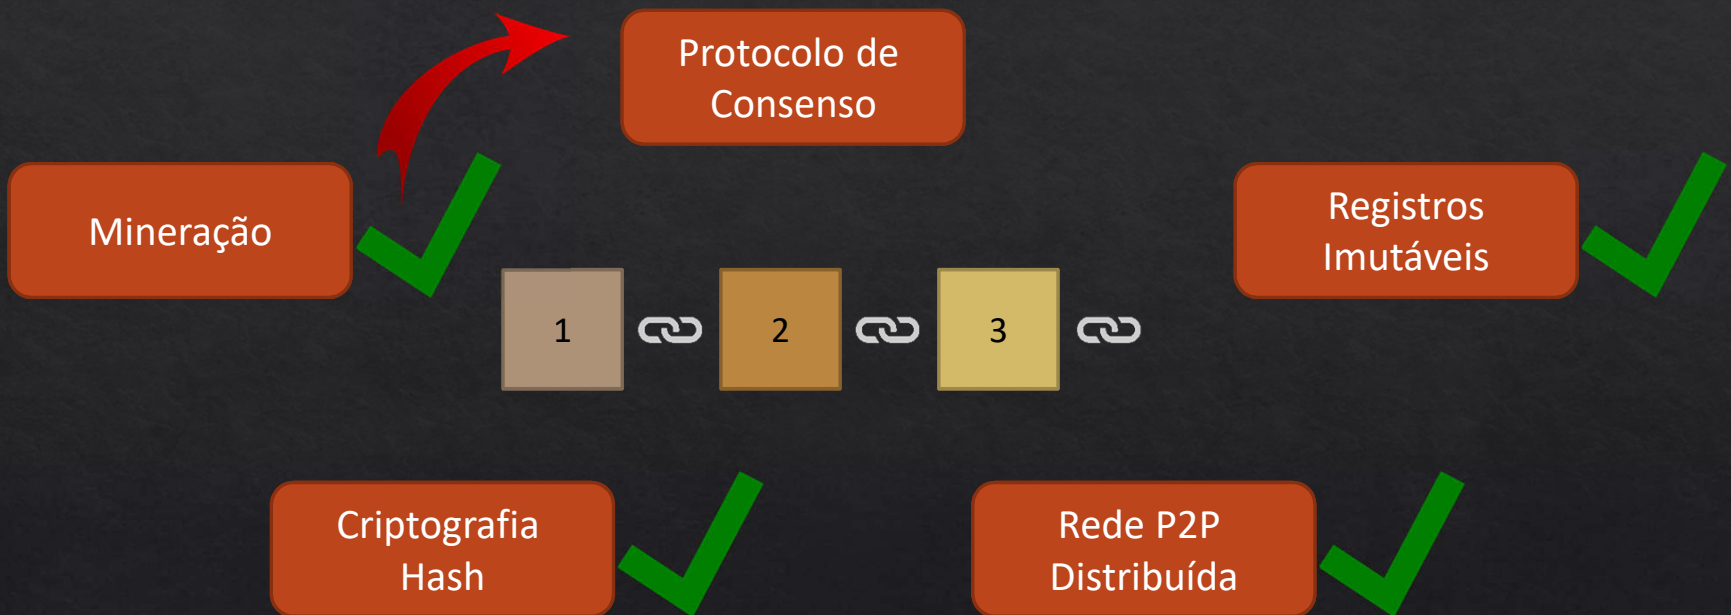 Protocolo de
Consenso
Mineração
Registros
Imutáveis
1
2
3
Criptografia
Hash
Rede P2P
Distribuída